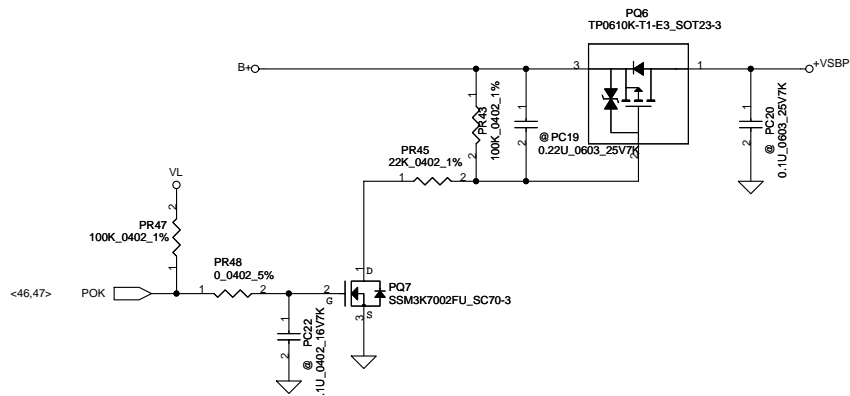 PQ6
TP0610K-T1-E3_SOT23-3
B+
3
1
+VSBP
1
2
PR43
100K_0402_1%
1
2
@ PC19
0.22U_0603_25V7K
2
1
2
@ PC20
0.1U_0603_25V7K
PR45
22K_0402_1%
1
2
VL
2
PR47
100K_0402_1%
1
PR48
0_0402_5%
<46,47>
POK
1
2
2
G
1
D
3
S
PQ7
SSM3K7002FU_SC70-3
1
2
@ PC22
.1U_0402_16V7K